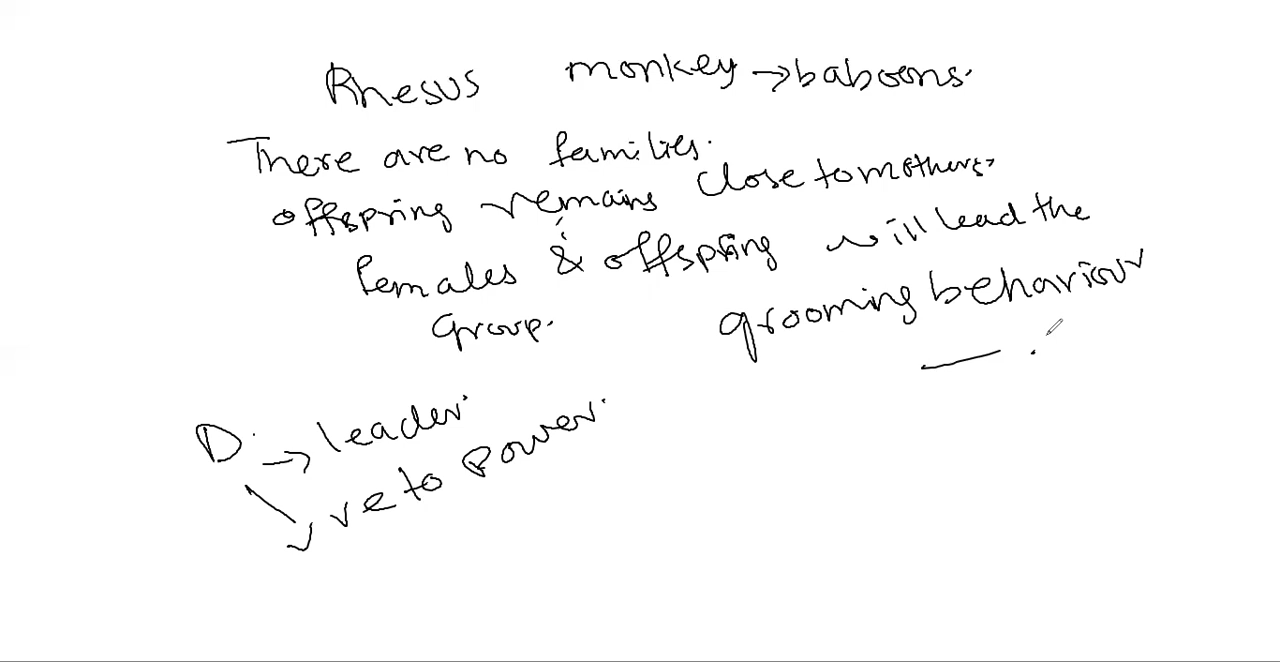 Rhesus monkey → baboons.
There are no families.
offspring remains close to mothers.
females & offspring will lead the
group. grooming behaviour
D. → leader.
↘ veto power.